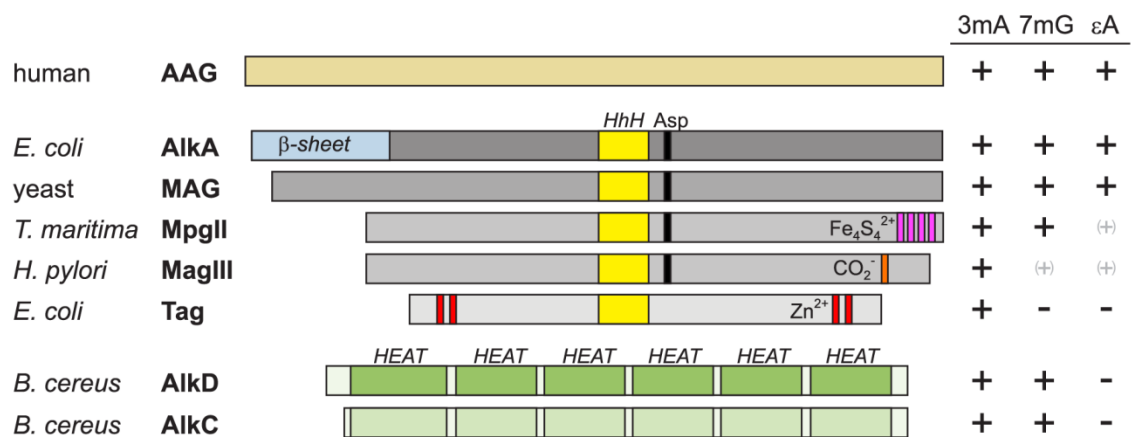 3mA 7mG εA
human AAG + + +
HhH Asp
E. coli β-sheet AlkA + + +
yeast MAG + + +
T. maritima MpgII Fe₄S₄²⁺ + + (+)
H. pylori MagIII CO₂⁻ + (+) (+)
E. coli Tag Zn²⁺ + - -
HEAT HEAT HEAT HEAT HEAT HEAT
B. cereus AlkD + + -
B. cereus AlkC + + -